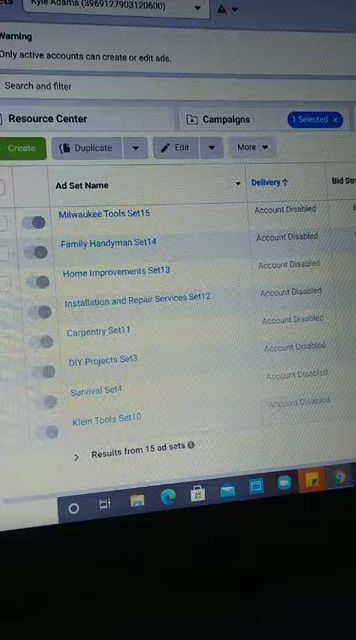 Kyle Adams (3969127903120600)
Warning
Only active accounts can create or edit ads.
Search and filter
Resource Center
Campaigns
1 Selected ×
Create
Duplicate
Edit
More
Ad Set Name
Delivery ↑
Bid Str
Milwaukee Tools Set15
Account Disabled
Family Handyman Set14
Account Disabled
Home Improvements Set13
Account Disabled
Installation and Repair Services Set12
Account Disabled
Carpentry Set11
Account Disabled
DIY Projects Set3
Account Disabled
Survival Set4
Account Disabled
Klein Tools Set10
Account Disabled
Results from 15 ad sets